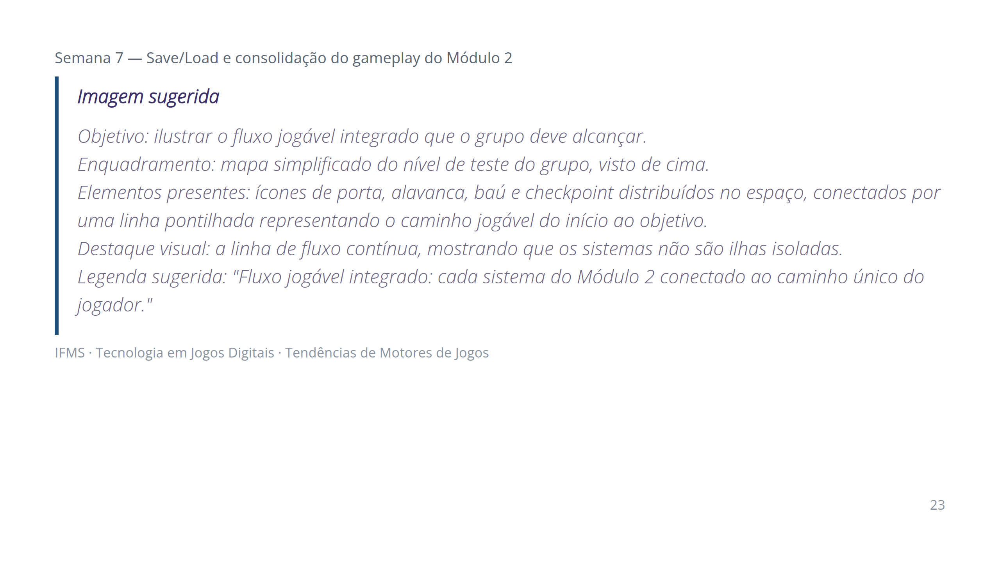 Semana 7 — Save/Load e consolidação do gameplay do Módulo 2
Imagem sugerida
Objetivo: ilustrar o fluxo jogável integrado que o grupo deve alcançar.
Enquadramento: mapa simplificado do nível de teste do grupo, visto de cima.
Elementos presentes: ícones de porta, alavanca, baú e checkpoint distribuídos no espaço, conectados por
uma linha pontilhada representando o caminho jogável do início ao objetivo.
Destaque visual: a linha de fluxo contínua, mostrando que os sistemas não são ilhas isoladas.
Legenda sugerida: "Fluxo jogável integrado: cada sistema do Módulo 2 conectado ao caminho único do
jogador."
IFMS · Tecnologia em Jogos Digitais · Tendências de Motores de Jogos
23